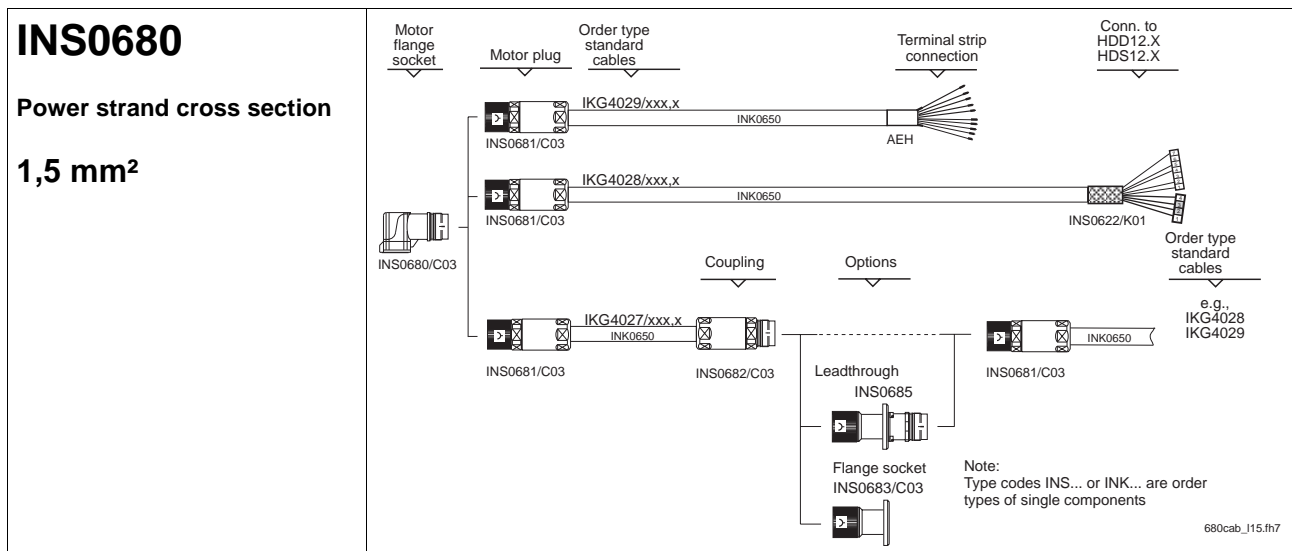 INS0680
Power strand cross section
1,5 mm²
Motor
flange
socket
Motor plug
Order type
standard
cables
Terminal strip
connection
Conn. to
HDD12.X
HDS12.X
IKG4029/xxx,x
INK0650
INS0681/C03
AEH
IKG4028/xxx,x
INK0650
INS0681/C03
INS0622/K01
INS0680/C03
Coupling
Options
Order type
standard
cables
e.g.,
IKG4028
IKG4029
IKG4027/xxx,x
INK0650
INK0650
INS0681/C03
INS0682/C03
INS0681/C03
Leadthrough
INS0685
Flange socket
INS0683/C03
Note:
Type codes INS... or INK... are order
types of single components
680cab_l15.fh7